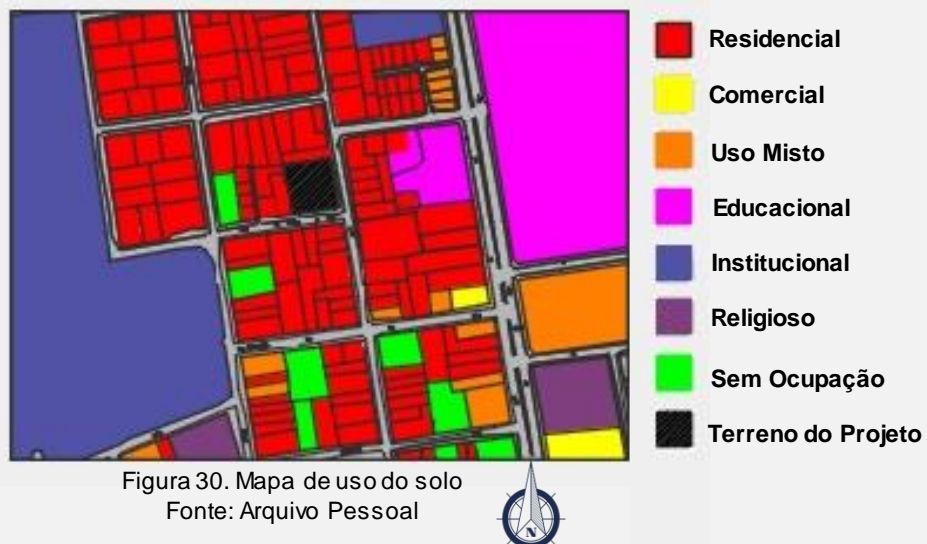 Residencial
Comercial
Uso Misto
Educacional
Institucional
Religioso
Sem Ocupação
Terreno do Projeto
Figura 30. Mapa de uso do solo
Fonte: Arquivo Pessoal
N